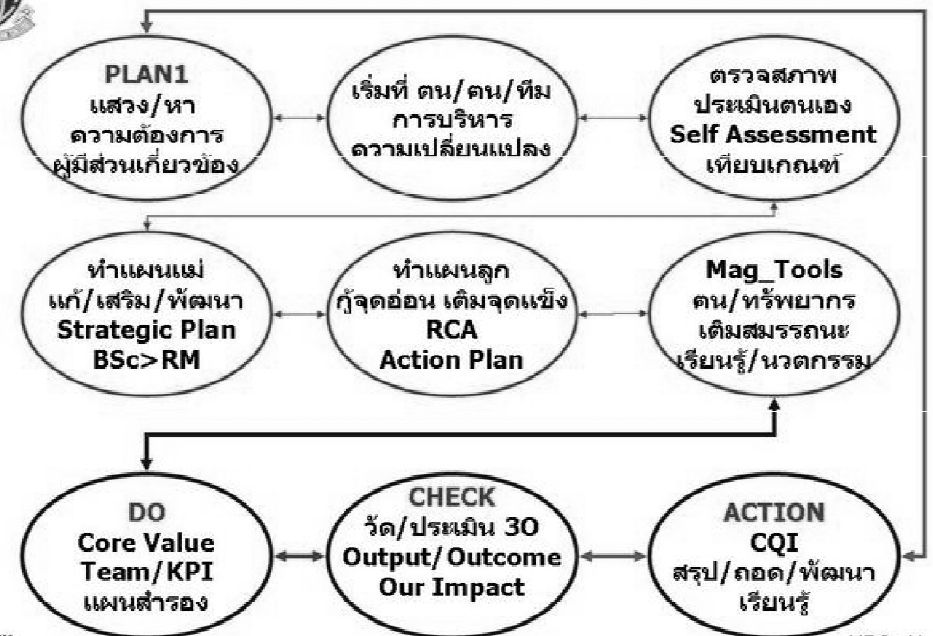 PLAN1
แสวง/หา
ความต้องการ
ผู้มีส่วนเกี่ยวข้อง
เริ่มที่ ตน/ตน/ทีม
การบริหาร
ความเปลี่ยนแปลง
ตรวจสภาพ
ประเมินตนเอง
Self Assessment
เทียบเกณฑ์
ทำแผนแม่
แก้/เสริม/พัฒนา
Strategic Plan
BSc>RM
ทำแผนลูก
กู้จุดอ่อน เติมจุดแข็ง
RCA
Action Plan
Mag_Tools
ตน/ทรัพยากร
เติมสมรรถนะ
เรียนรู้/นวตกรรม
DO
Core Value
Team/KPI
แผนสำรอง
CHECK
วัด/ประเมิน 3O
Output/Outcome
Our Impact
ACTION
CQI
สรุป/ถอด/พัฒนา
เรียนรู้